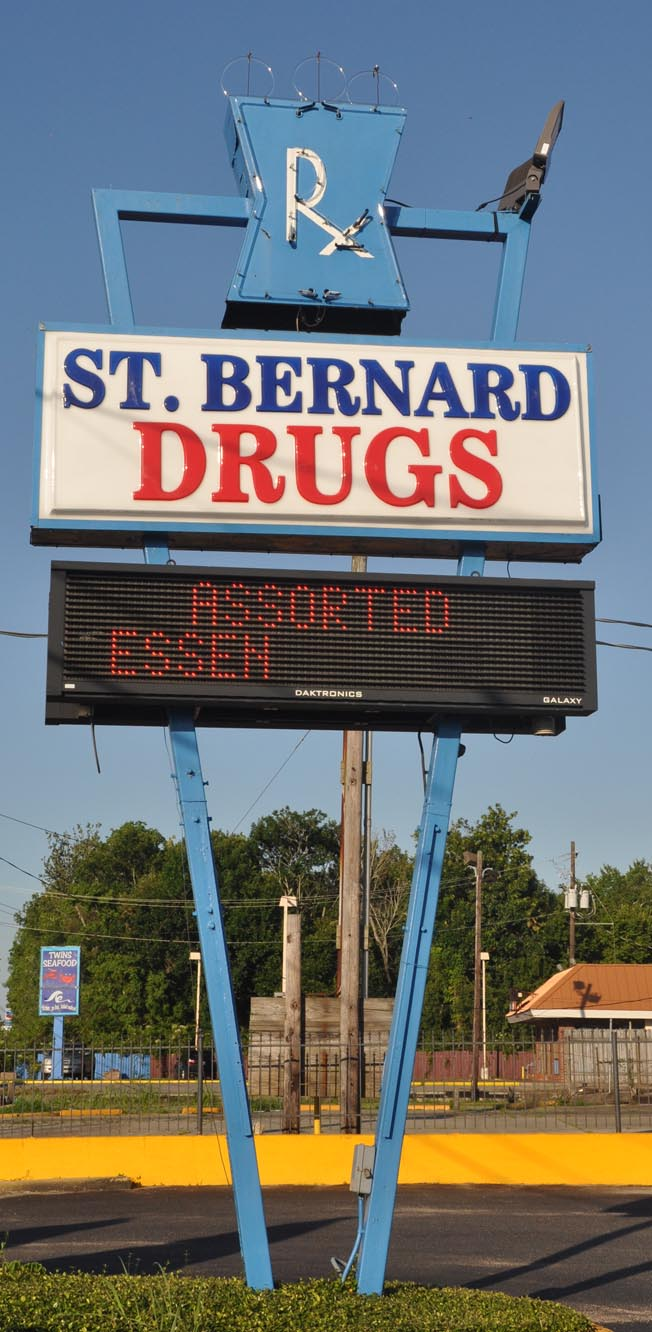 Rx
ST. BERNARD
DRUGS
ASSORTED
ESSEN
DAKTRONICS
GALAXY
TWINS
SEAFOOD